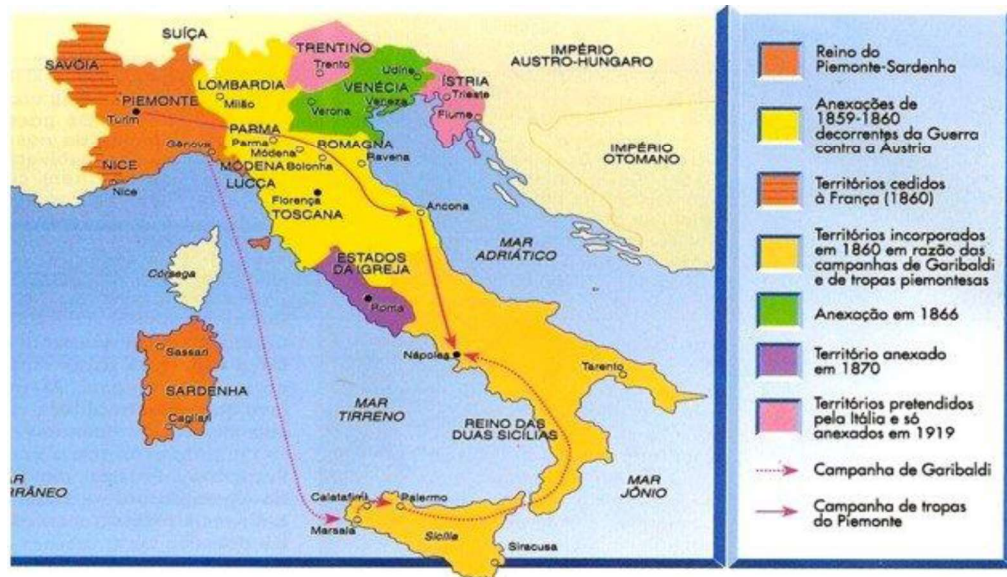 SUÍÇA
SAVÓIA
TRENTINO
Trento
IMPÉRIO
AUSTRO-HUNGARO
LOMBARDIA
Milão
Udine
VENÉCIA
Verona
Veneza
ÍSTRIA
Trieste
Fiume
PIEMONTE
Turim
PARMA
Parma
Gênova
Módena
ROMAGNA
Bolonha
Ravena
IMPÉRIO
OTOMANO
NICE
Nice
MÓDENA
LUCCA
Florença
TOSCANA
Ancona
MAR
ADRIÁTICO
Córsega
ESTADOS
DA IGREJA
Roma
Sassari
SARDENHA
Cagliari
Nápoles
Tarento
MAR
TIRRENO
REINO DAS
DUAS SICÍLIAS
MAR
JÔNIO
RRÂNEO
Calatafimi
Palermo
Marsala
Sicília
Siracusa
Reino do
Piemonte-Sardenha
Anexações de
1859-1860
decorrentes da Guerra
contra a Áustria
Territórios cedidos
à França (1860)
Territórios incorporados
em 1860 em razão das
campanhas de Garibaldi
e de tropas piemontesas
Anexação em 1866
Território anexado
em 1870
Territórios pretendidos
pela Itália e só
anexados em 1919
Campanha de Garibaldi
Campanha de tropas
do Piemonte